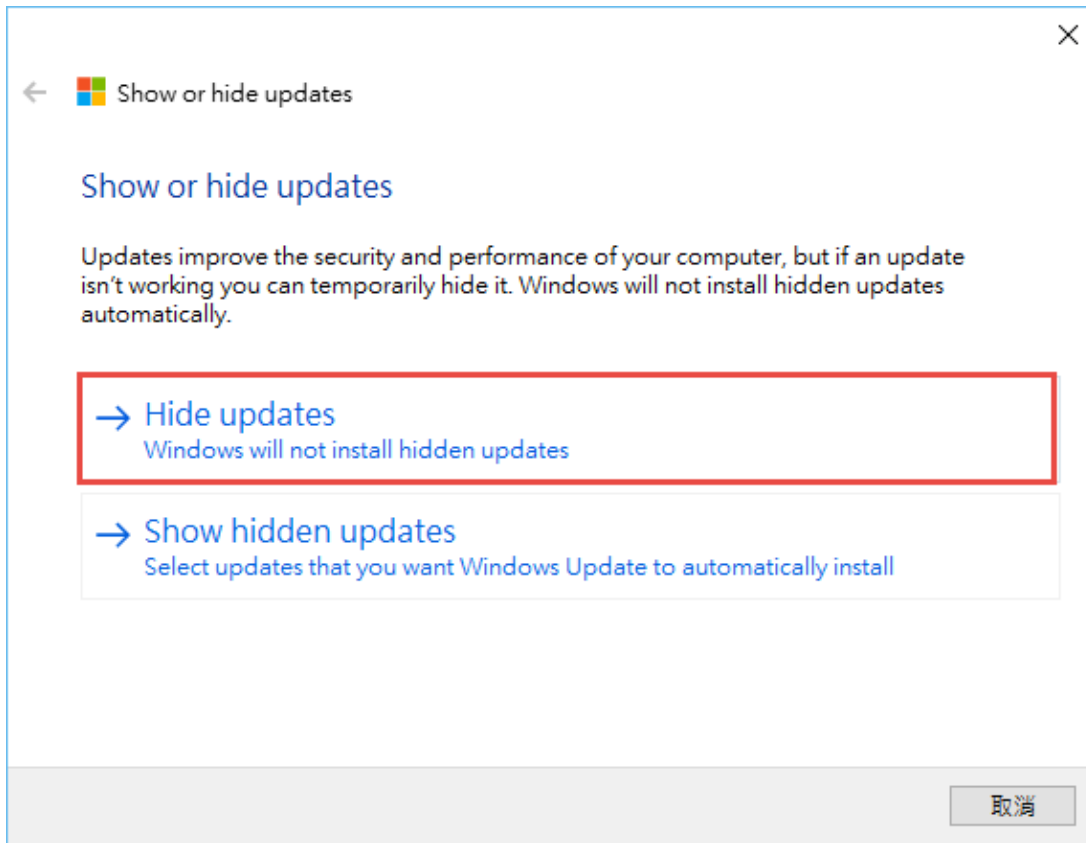 Show or hide updates
Show or hide updates
Updates improve the security and performance of your computer, but if an update
isn't working you can temporarily hide it. Windows will not install hidden updates
automatically.
Hide updates
Windows will not install hidden updates
Show hidden updates
Select updates that you want Windows Update to automatically install
取消